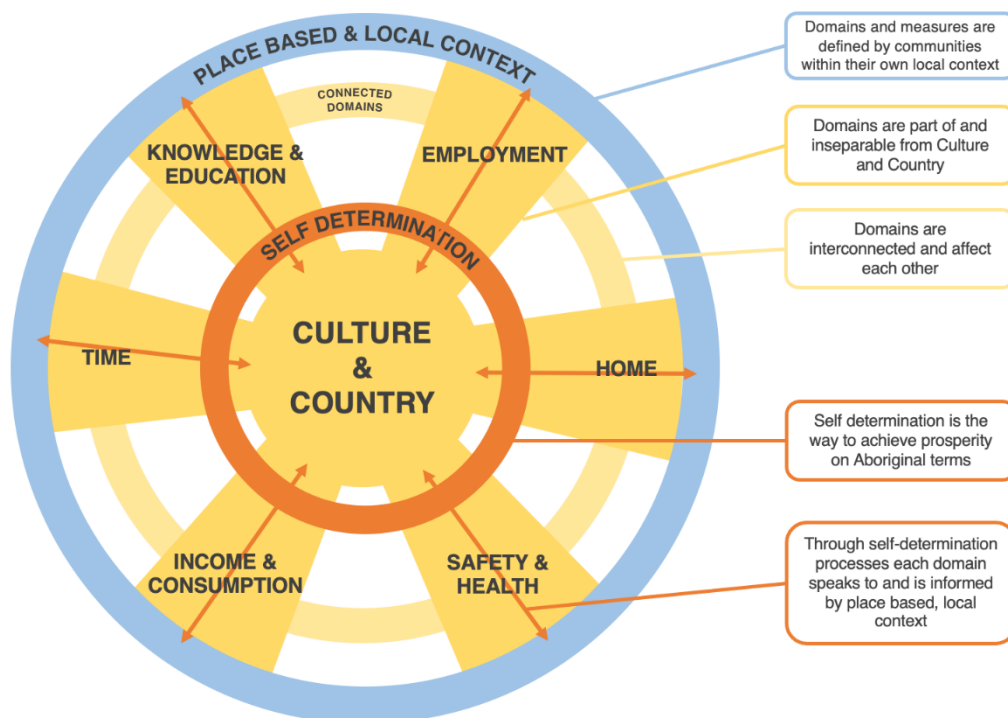 PLACE BASED & LOCAL CONTEXT
CONNECTED
DOMAINS
KNOWLEDGE &
EDUCATION
EMPLOYMENT
SELF DETERMINATION
CULTURE
&
COUNTRY
TIME
HOME
INCOME &
CONSUMPTION
SAFETY &
HEALTH
Domains and measures are
defined by communities
within their own local context
Domains are part of and
inseparable from Culture
and Country
Domains are
interconnected and affect
each other
Self determination is the
way to achieve prosperity
on Aboriginal terms
Through self-determination
processes each domain
speaks to and is informed
by place based, local
context